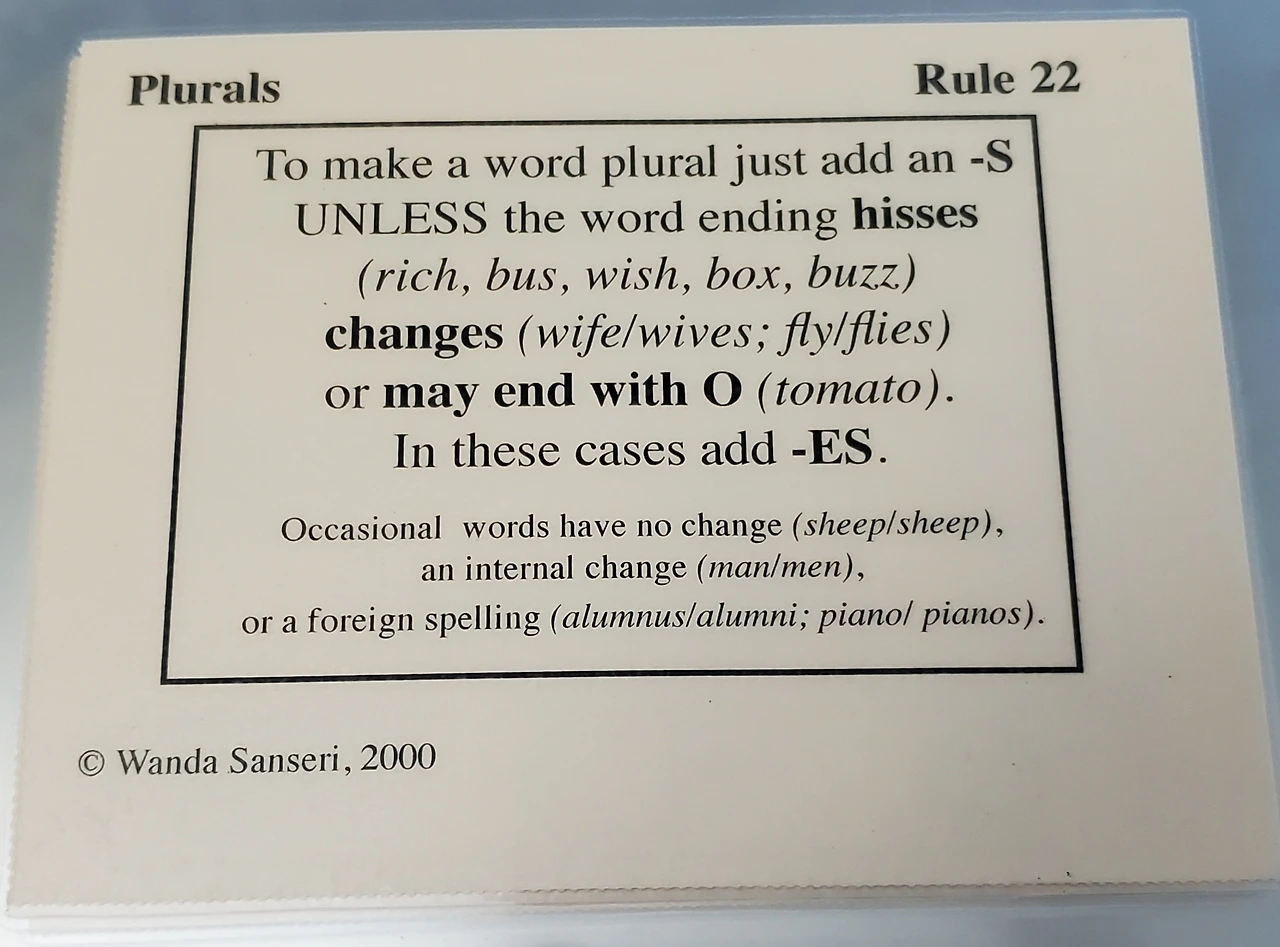 Plurals Rule 22
To make a word plural just add an -S
UNLESS the word ending hisses
(rich, bus, wish, box, buzz)
changes (wife/wives; fly/flies)
or may end with O (tomato).
In these cases add -ES.
Occasional words have no change (sheep/sheep),
an internal change (man/men),
or a foreign spelling (alumnus/alumni; piano/ pianos).
© Wanda Sanseri, 2000